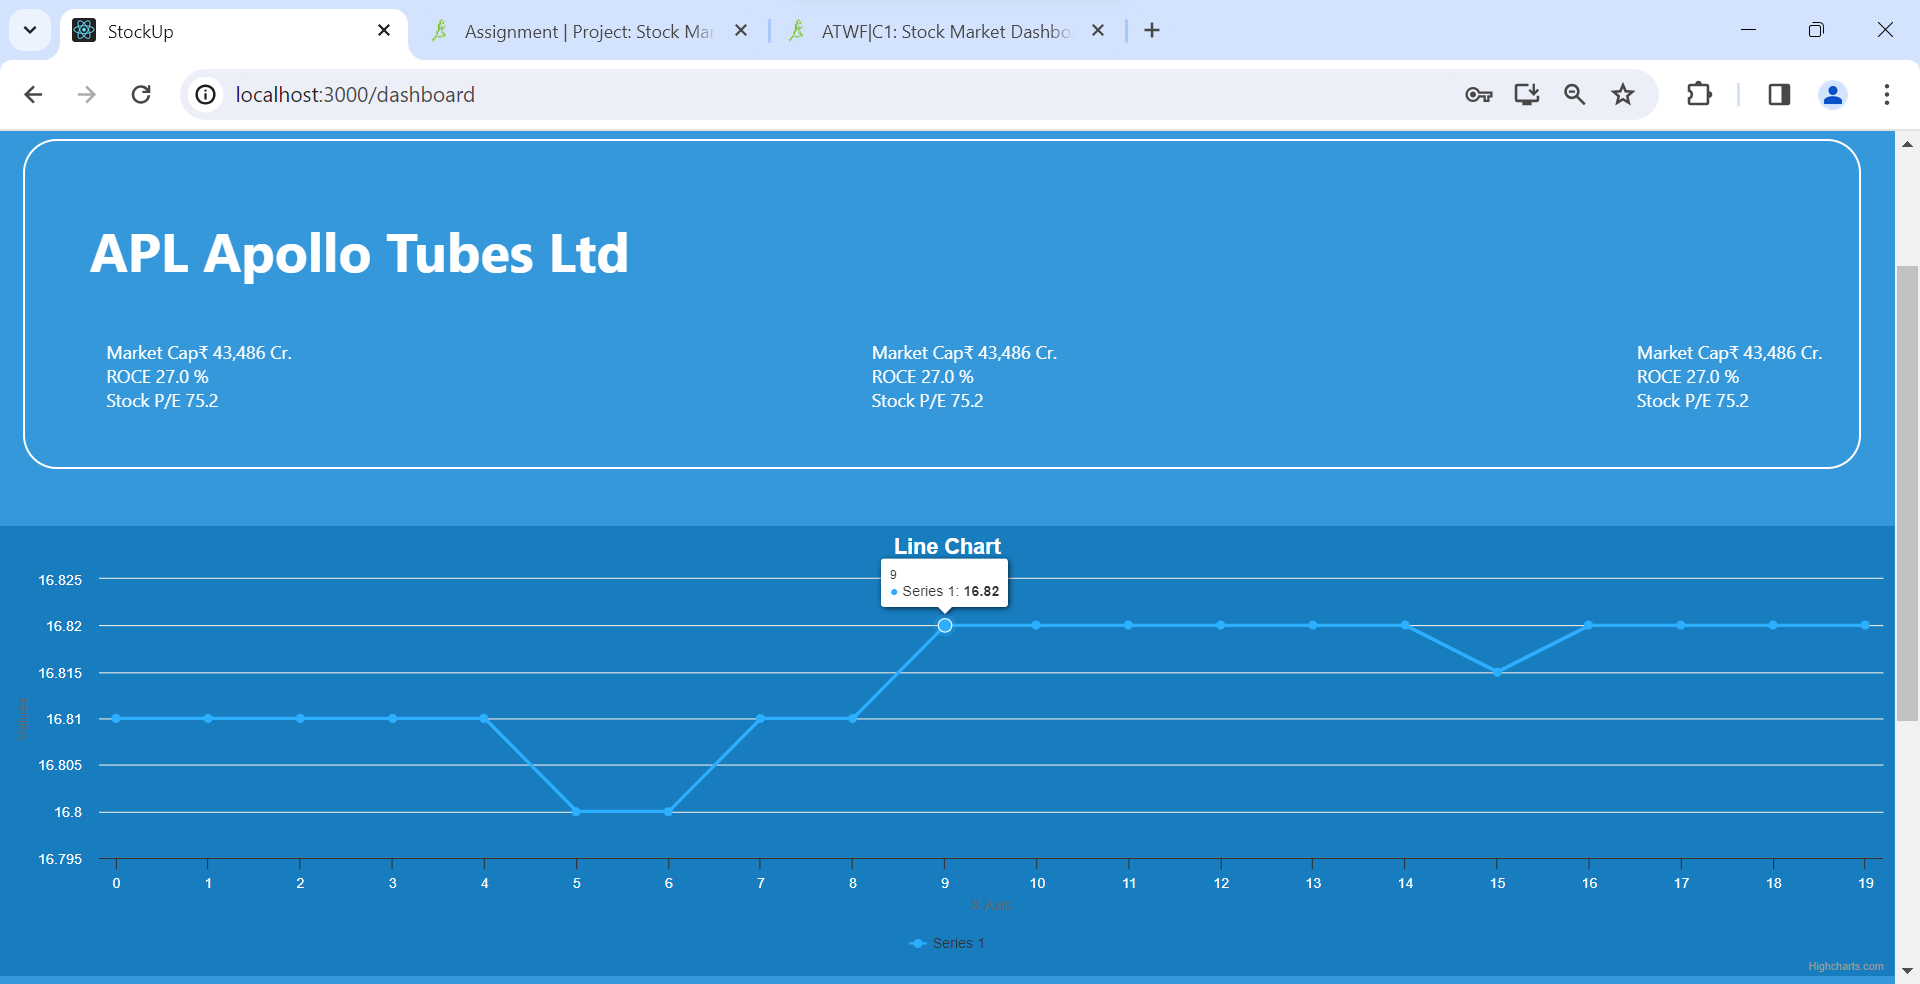 StockUp
Assignment | Project: Stock Mar
ATWF|C1: Stock Market Dashbo
localhost:3000/dashboard
APL Apollo Tubes Ltd
Market Cap₹ 43,486 Cr.
ROCE 27.0 %
Stock P/E 75.2
Market Cap₹ 43,486 Cr.
ROCE 27.0 %
Stock P/E 75.2
Market Cap₹ 43,486 Cr.
ROCE 27.0 %
Stock P/E 75.2
Line Chart
9
Series 1: 16.82
16.825
16.82
16.815
16.81
16.805
16.8
16.795
Values
0 1 2 3 4 5 6 7 8 9 10 11 12 13 14 15 16 17 18 19
X Axis
Series 1
Highcharts.com